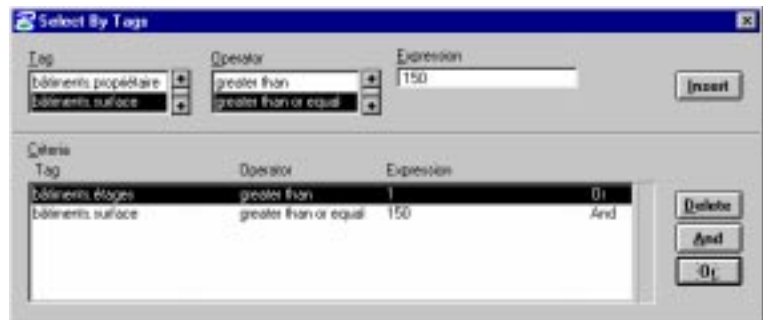 Select By Tags
Tag Operator Expression
bâtiments.propriétaire greater than 150
bâtiments.surface greater than or equal
Insert
Criteria
Tag Operator Expression
bâtiments.étages greater than 1 Or
bâtiments.surface greater than or equal 150 And
Delete
And
Or